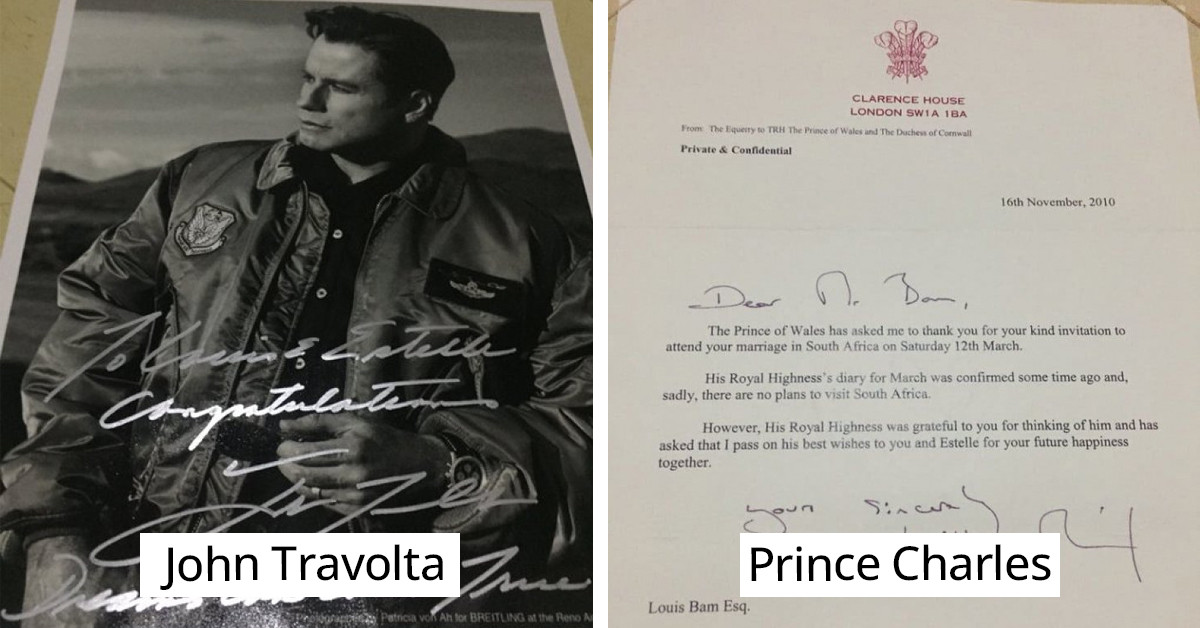 To Louis & Estelle
Congratulations
Dreams True
John Travolta
Photographed by Patricia von Ah for BREITLING at the Reno A
CLARENCE HOUSE
LONDON SW1A 1BA
From: The Equerry to TRH The Prince of Wales and The Duchess of Cornwall
Private & Confidential
16th November, 2010
Dear Mr. Bam,
The Prince of Wales has asked me to thank you for your kind invitation to
attend your marriage in South Africa on Saturday 12th March.
His Royal Highness's diary for March was confirmed some time ago and,
sadly, there are no plans to visit South Africa.
However, His Royal Highness was grateful to you for thinking of him and has
asked that I pass on his best wishes to you and Estelle for your future happiness
together.
Yours Sincerely
Prince Charles
Louis Bam Esq.